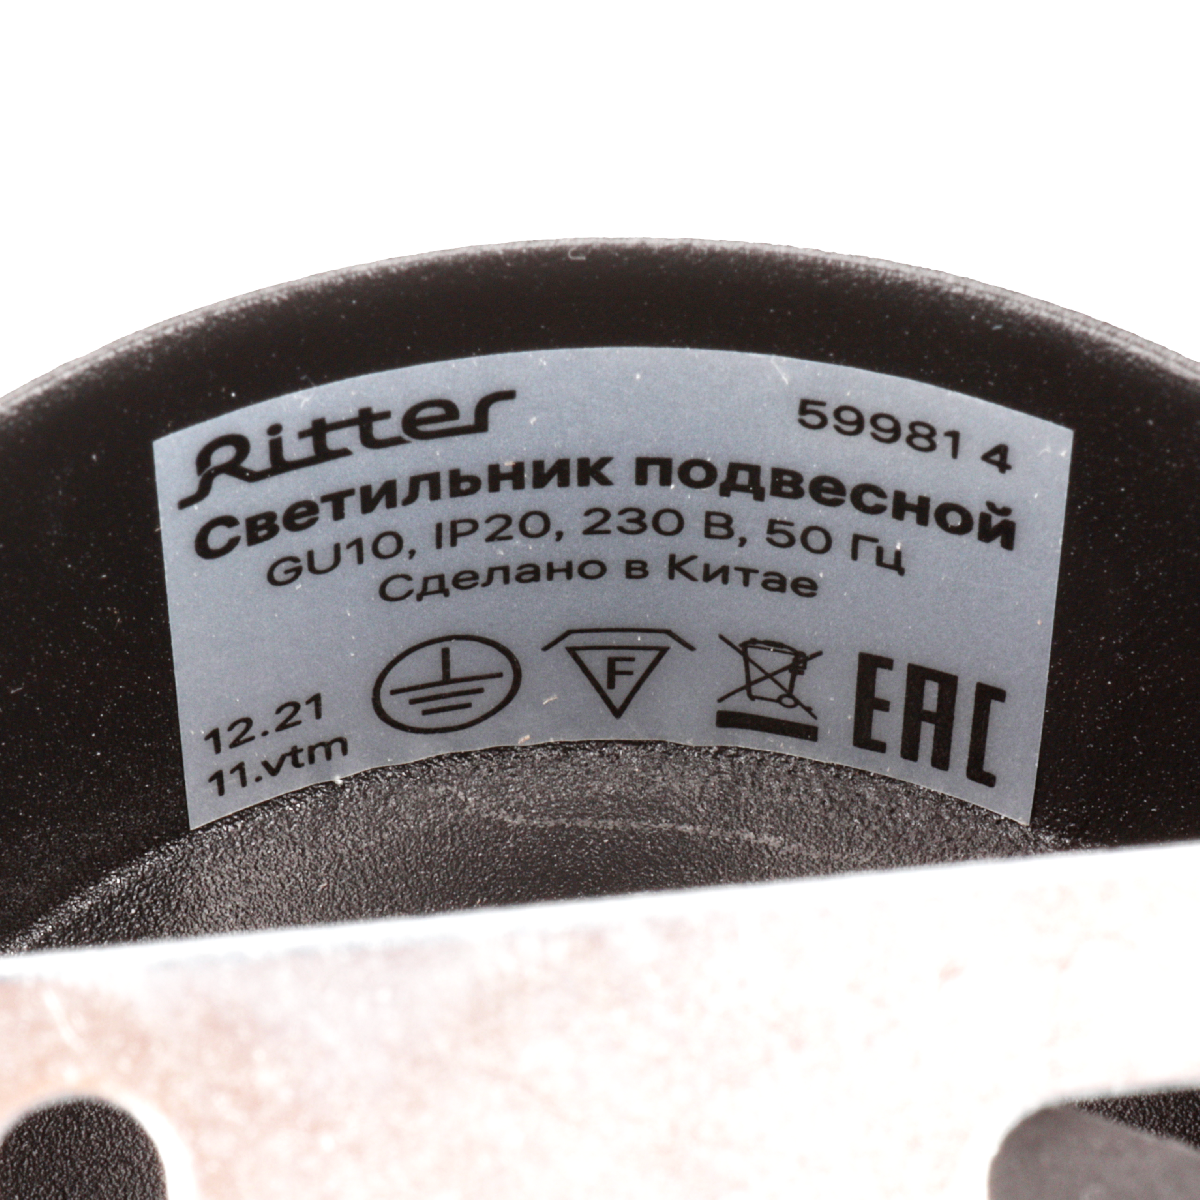 Ritter 59981 4
Светильник подвесной
GU10, IP20, 230 В, 50 Гц
Сделано в Китае
F
EAC
12.21
11.vtm